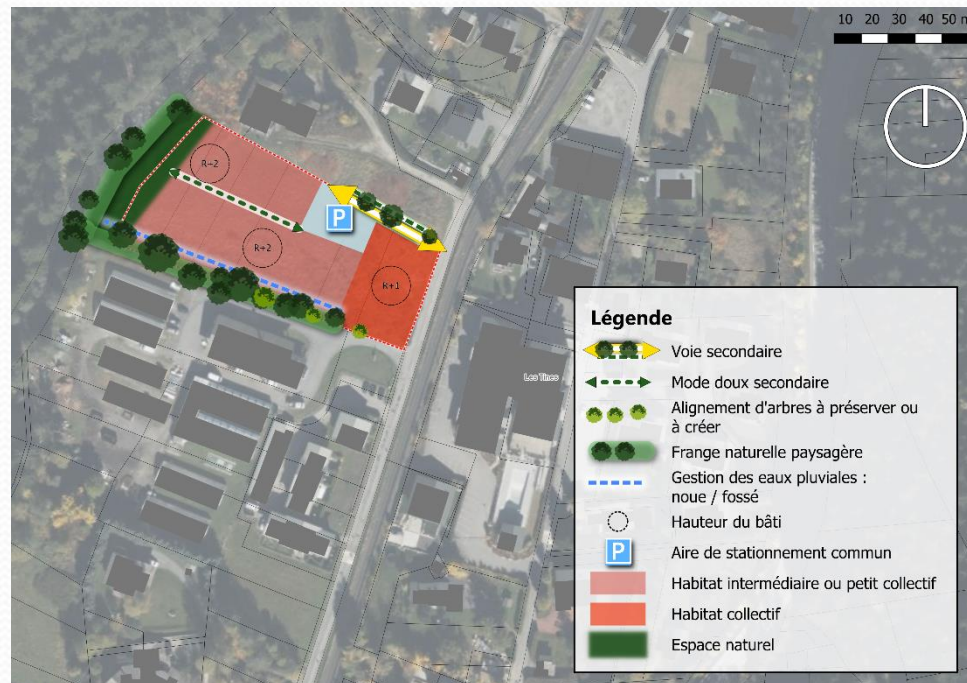 10 20 30 40 50 m
R+2
P
R+2
R+1
Les Tines
Légende
Voie secondaire
Mode doux secondaire
Alignement d'arbres à préserver ou
à créer
Frange naturelle paysagère
Gestion des eaux pluviales :
noue / fossé
Hauteur du bâti
P
Aire de stationnement commun
Habitat intermédiaire ou petit collectif
Habitat collectif
Espace naturel